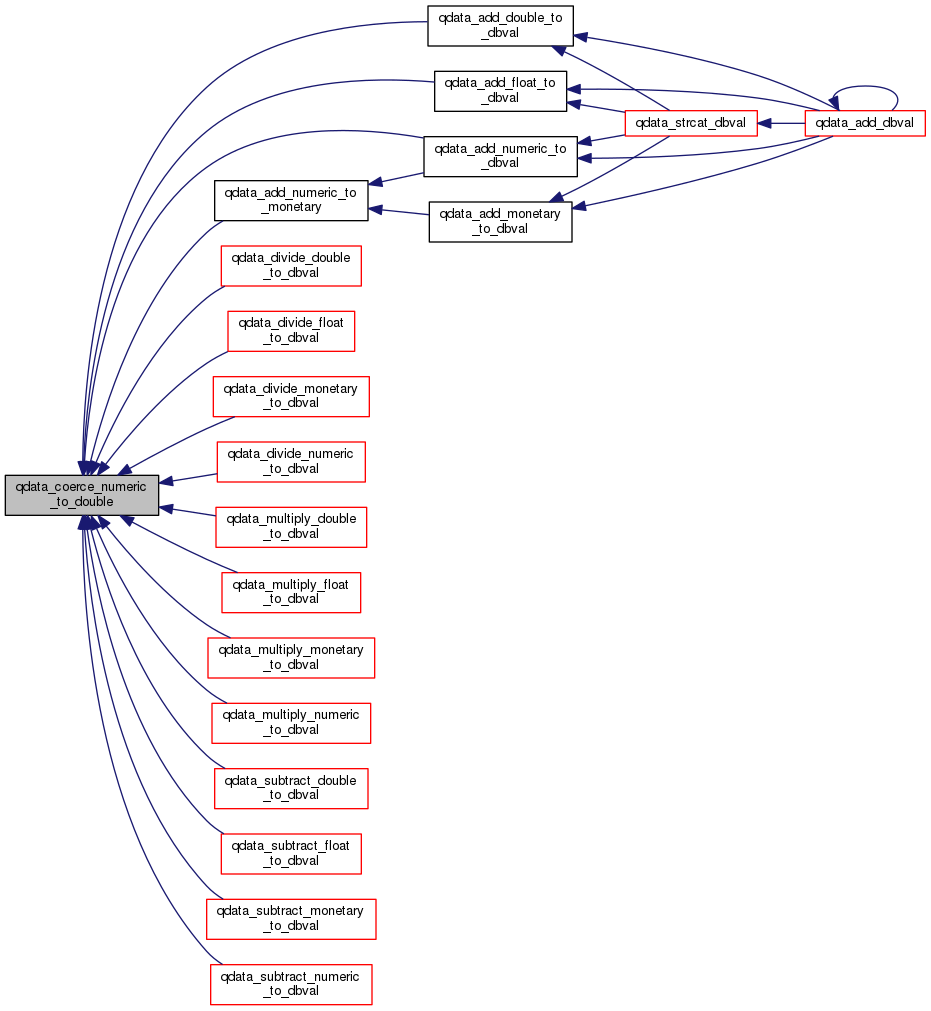 qdata_add_double_to
_dbval
qdata_add_float_to
_dbval
qdata_strcat_dbval
qdata_add_dbval
qdata_add_numeric_to
_dbval
qdata_add_numeric_to
_monetary
qdata_add_monetary
_to_dbval
qdata_divide_double
_to_dbval
qdata_divide_float
_to_dbval
qdata_divide_monetary
_to_dbval
qdata_divide_numeric
_to_dbval
qdata_coerce_numeric
_to_double
qdata_multiply_double
_to_dbval
qdata_multiply_float
_to_dbval
qdata_multiply_monetary
_to_dbval
qdata_multiply_numeric
_to_dbval
qdata_subtract_double
_to_dbval
qdata_subtract_float
_to_dbval
qdata_subtract_monetary
_to_dbval
qdata_subtract_numeric
_to_dbval